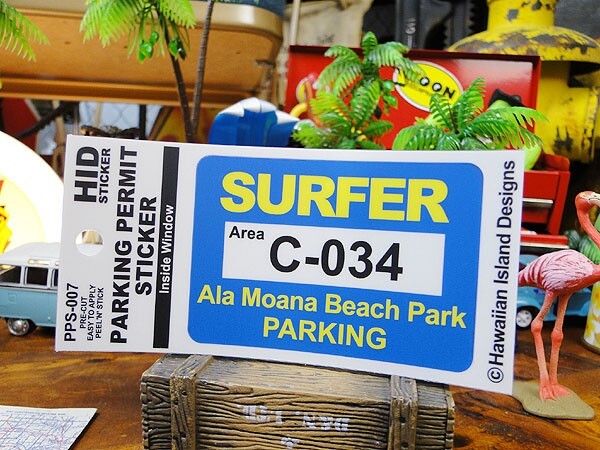 HID
STICKER
PARKING PERMIT
STICKER
Inside Window
PPS-007
PRE-CUT
EASY TO APPLY
PEEL'N' STICK
SURFER
Area
C-034
Ala Moana Beach Park
PARKING
©Hawaiian Island Designs